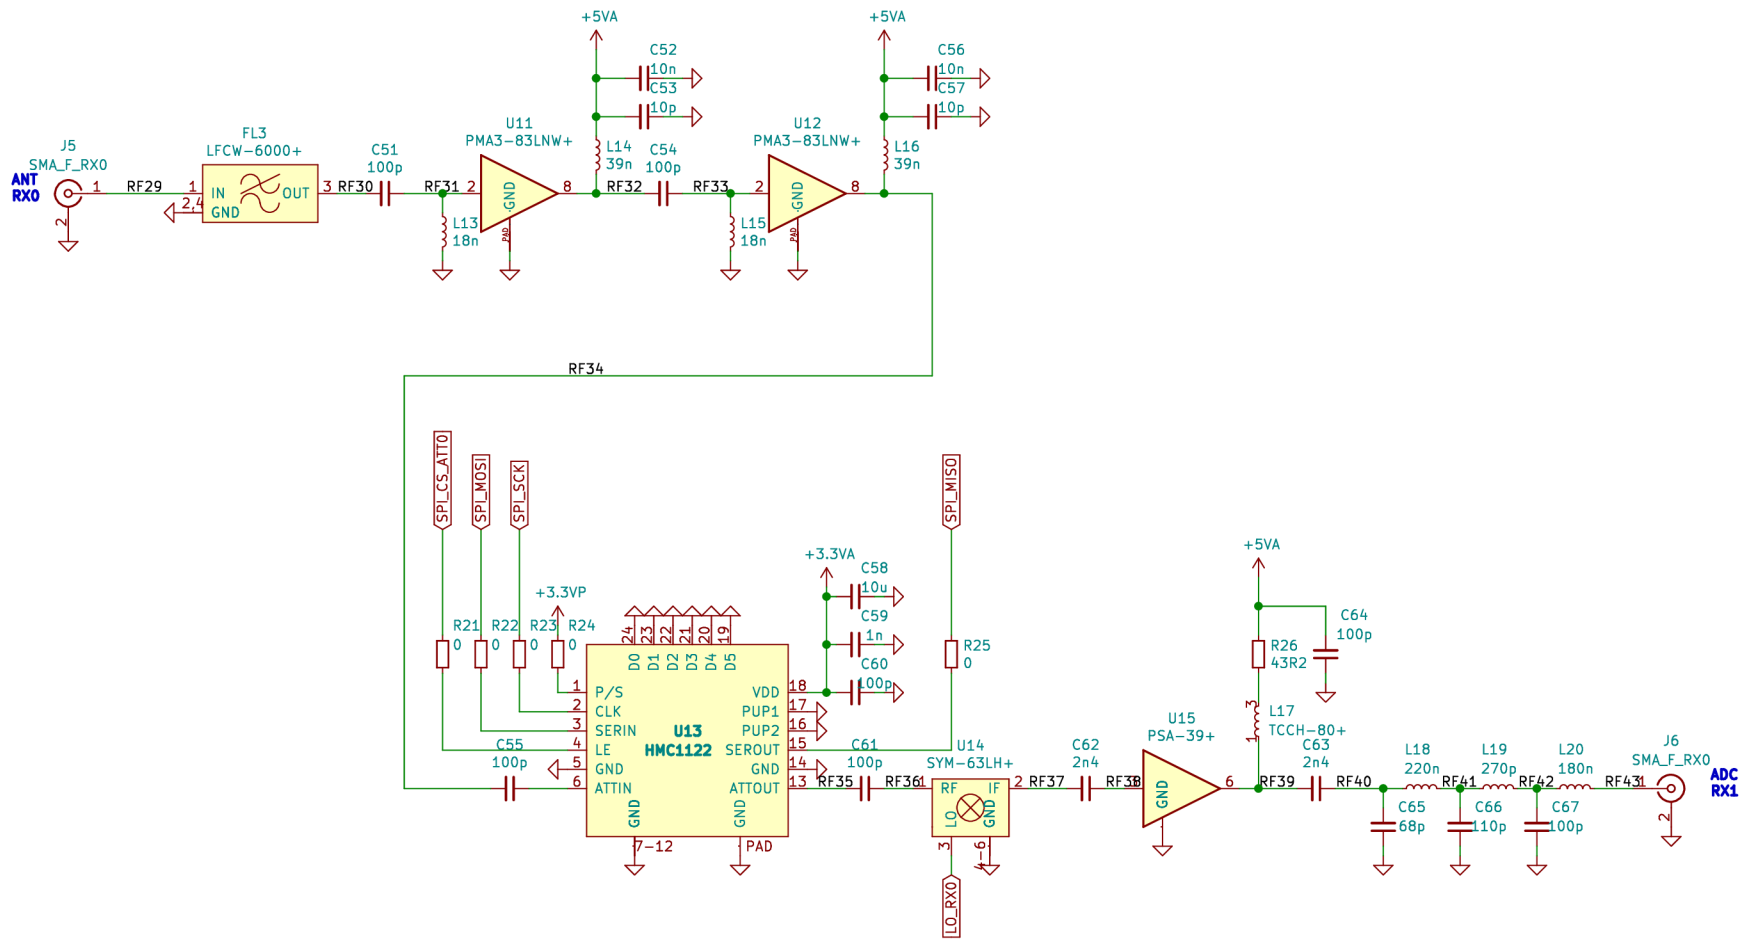 +5VA
+5VA
C52
10n
C53
10p
C56
10n
C57
10p
J5
SMA_F_RX0
ANT
RX0
1
2
RF29
FL3
LFCW-6000+
1
IN
OUT
3
2,4
GND
RF30
C51
100p
RF31
L13
18n
U11
PMA3-83LNW+
2
GND
8
PAD
L14
39n
RF32
C54
100p
RF33
L15
18n
U12
PMA3-83LNW+
2
GND
8
PAD
L16
39n
RF34
SPI_CS_ATT0
SPI_MOSI
SPI_SCK
SPI_MISO
+3.3VP
R21
0
R22
0
R23
0
R24
0
+3.3VA
C58
10u
C59
1n
C60
100p
R25
0
24
23
22
21
20
19
D0
D1
D2
D3
D4
D5
1
P/S
VDD
18
2
CLK
PUP1
17
3
SERIN
PUP2
16
4
LE
SEROUT
15
5
GND
GND
14
6
ATTIN
ATTOUT
13
U13
HMC1122
GND
GND
7-12
PAD
C55
100p
RF35
C61
100p
RF36
U14
SYM-63LH+
1
RF
IF
2
LO
GND
3
4-6
LO_RX0
RF37
C62
2n4
RF38
U15
PSA-39+
GND
6
+5VA
C64
100p
R26
43R2
3
L17
TCCH-80+
1
RF39
C63
2n4
RF40
L18
220n
RF41
L19
270p
RF42
L20
180n
RF43
C65
68p
C66
110p
C67
100p
J6
SMA_F_RX0
1
2
ADC
RX1